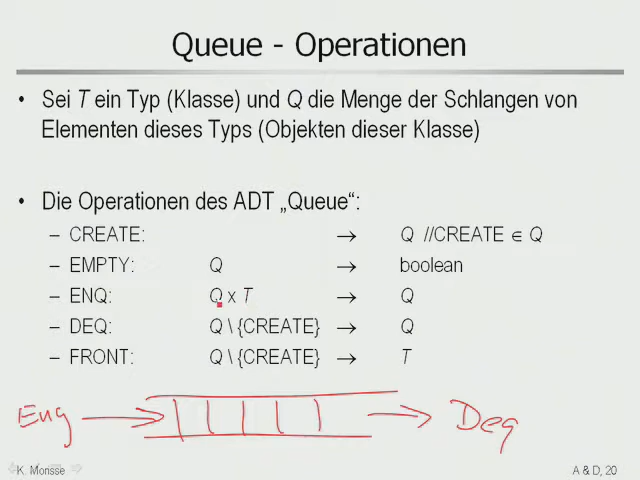 Queue - Operationen
• Sei T ein Typ (Klasse) und Q die Menge der Schlangen von
Elementen dieses Typs (Objekten dieser Klasse)
• Die Operationen des ADT „Queue“:
– CREATE: → Q //CREATE ∈ Q
– EMPTY: Q → boolean
– ENQ: Q x T → Q
– DEQ: Q \ {CREATE} → Q
– FRONT: Q \ {CREATE} → T
Enq Deq
K. Morisse A & D, 20